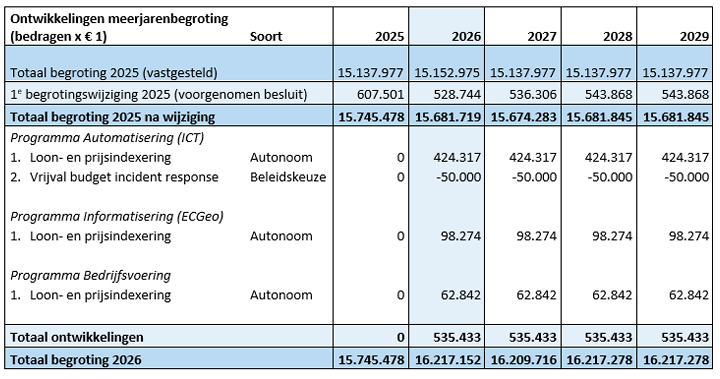 Ontwikkelingen meerjarenbegroting
(bedragen x € 1) Soort 2025 2026 2027 2028 2029
Totaal begroting 2025 (vastgesteld) 15.137.977 15.152.975 15.137.977 15.137.977 15.137.977
1e begrotingswijziging 2025 (voorgenomen besluit) 607.501 528.744 536.306 543.868 543.868
Totaal begroting 2025 na wijziging 15.745.478 15.681.719 15.674.283 15.681.845 15.681.845
Programma Automatisering (ICT)
1. Loon- en prijsindexering Autonoom 0 424.317 424.317 424.317 424.317
2. Vrijval budget incident response Beleidskeuze 0 -50.000 -50.000 -50.000 -50.000
Programma Informatisering (ECGeo)
1. Loon- en prijsindexering Autonoom 0 98.274 98.274 98.274 98.274
Programma Bedrijfsvoering
1. Loon- en prijsindexering Autonoom 0 62.842 62.842 62.842 62.842
Totaal ontwikkelingen 0 535.433 535.433 535.433 535.433
Totaal begroting 2026 15.745.478 16.217.152 16.209.716 16.217.278 16.217.278